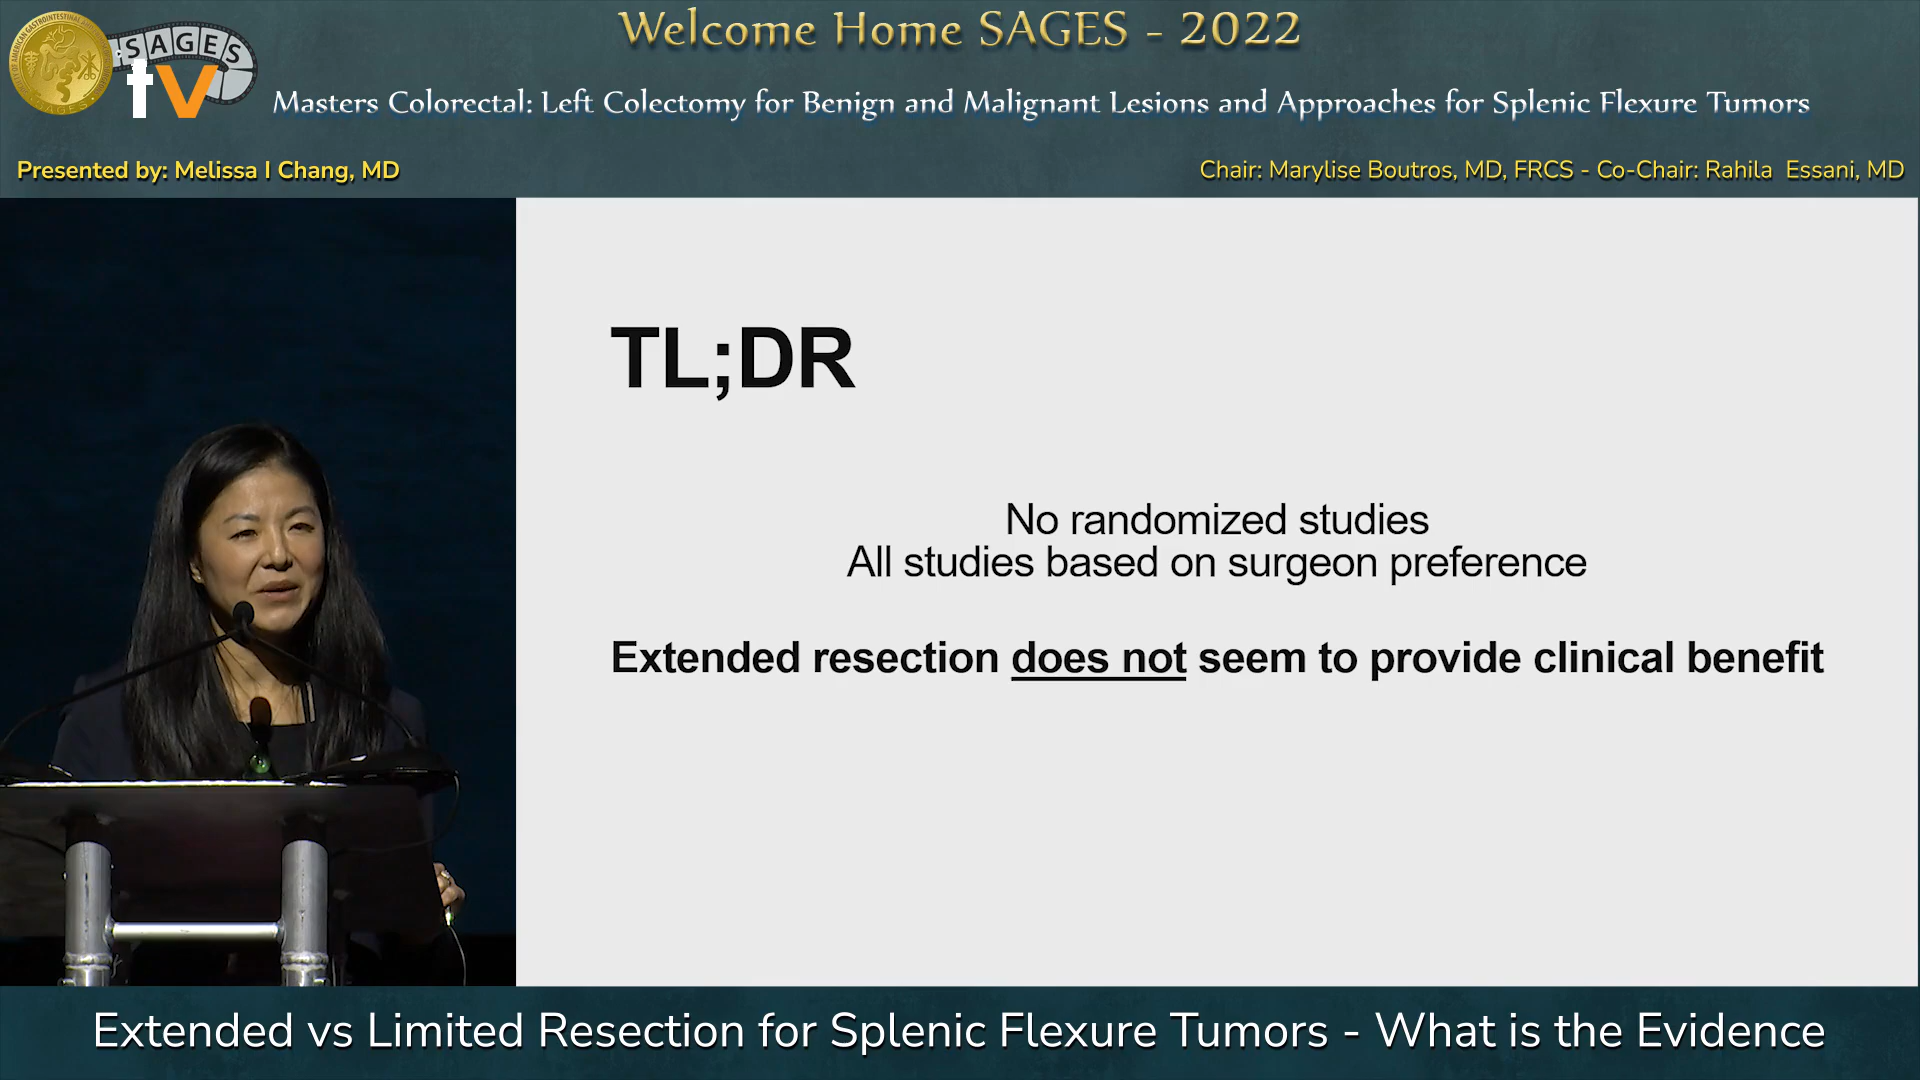 Welcome Home SAGES - 2022
SAGES
tv
Masters Colorectal: Left Colectomy for Benign and Malignant Lesions and Approaches for Splenic Flexure Tumors
Presented by: Melissa I Chang, MD
Chair: Marylise Boutros, MD, FRCS - Co-Chair: Rahila Essani, MD
TL;DR
No randomized studies
All studies based on surgeon preference
Extended resection does not seem to provide clinical benefit
Extended vs Limited Resection for Splenic Flexure Tumors - What is the Evidence